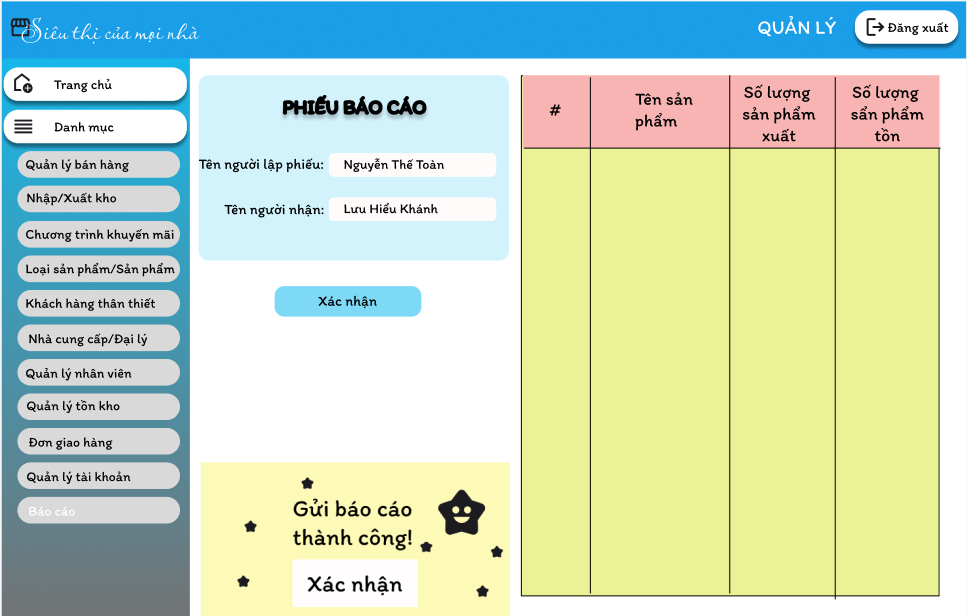 Siêu thị của mọi nhà
QUẢN LÝ
Đăng xuất
Trang chủ
Danh mục
Quản lý bán hàng
Nhập/Xuất kho
Chương trình khuyến mãi
Loại sản phẩm/Sản phẩm
Khách hàng thân thiết
Nhà cung cấp/Đại lý
Quản lý nhân viên
Quản lý tồn kho
Đơn giao hàng
Quản lý tài khoản
Báo cáo
PHIẾU BÁO CÁO
Tên người lập phiếu: Nguyễn Thế Toàn
Tên người nhận: Lưu Hiểu Khánh
Xác nhận
Gửi báo cáo
thành công!
Xác nhận
#
Tên sản
phẩm
Số lượng
sản phẩm
xuất
Số lượng
sẩn phẩm
tồn